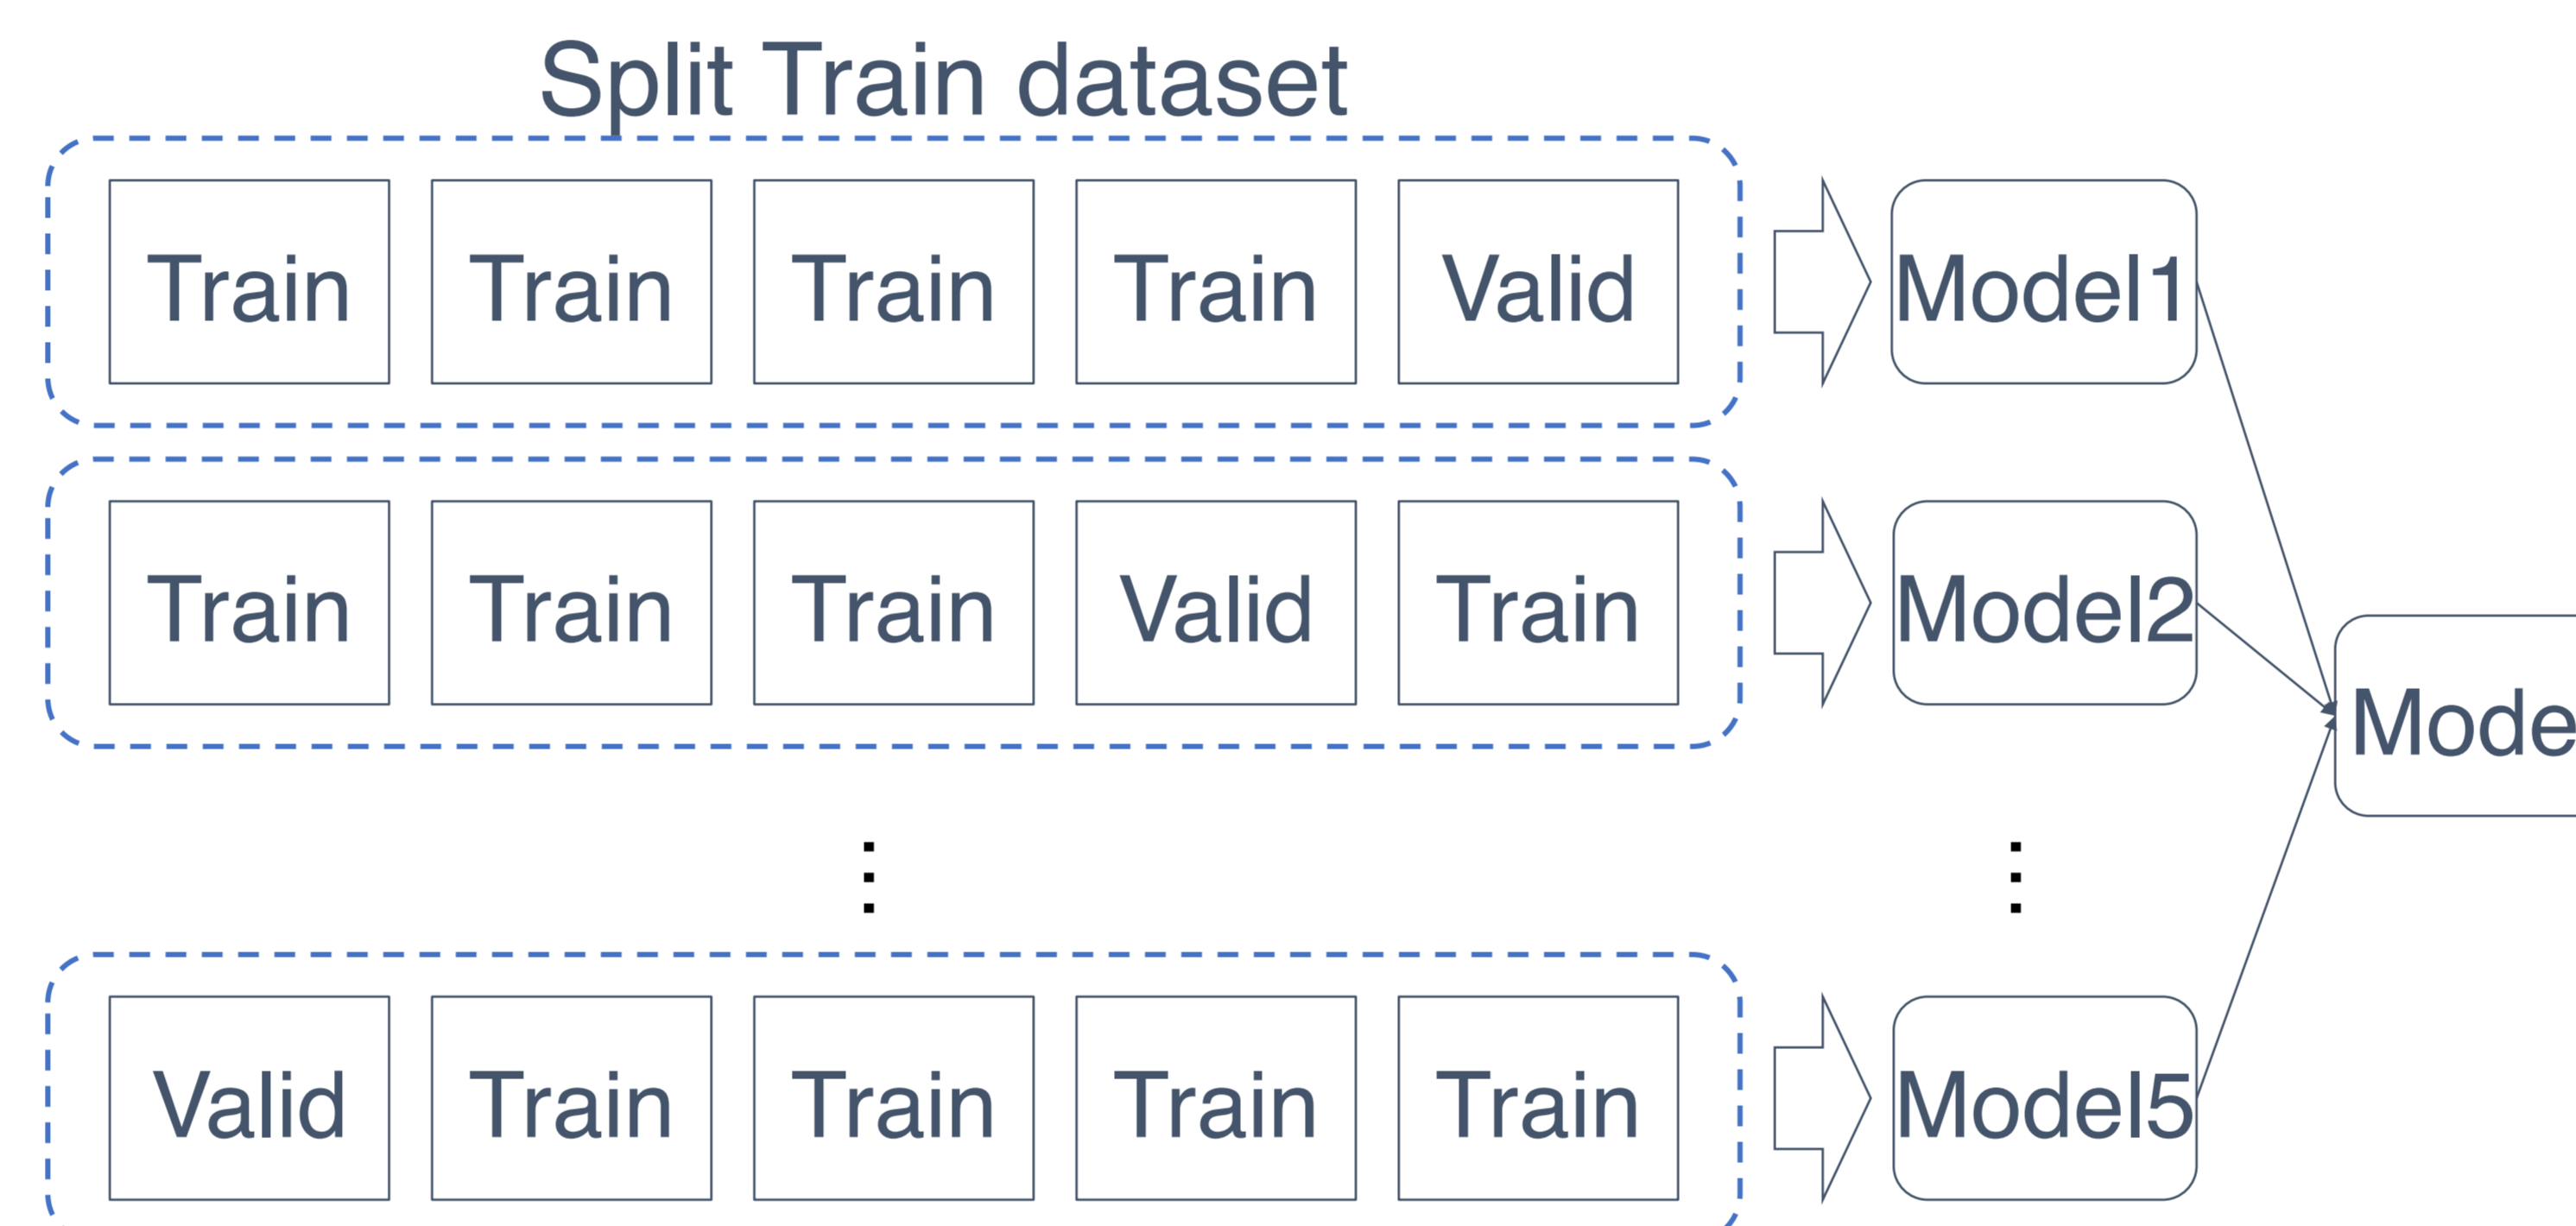 Split Train dataset
Train Train Train Train Valid Model1
Train Train Train Valid Train Model2
Mode
Valid Train Train Train Train Model5